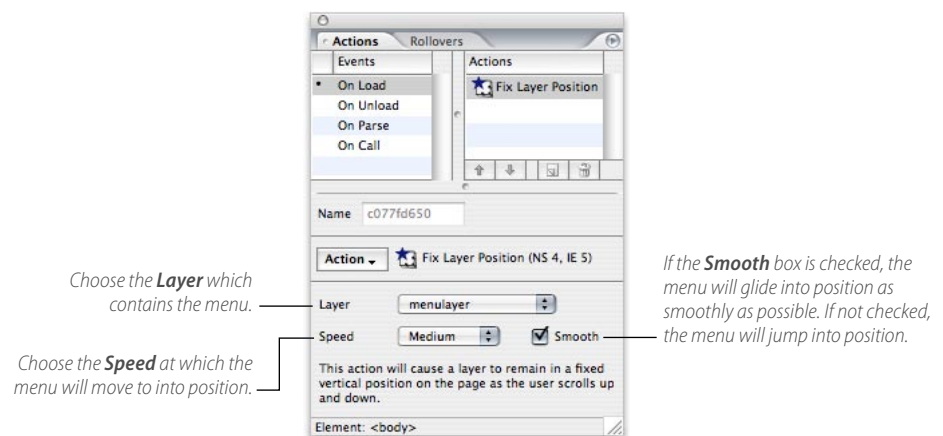 Actions Rollovers
Events Actions
On Load Fix Layer Position
On Unload
On Parse
On Call
Name c077fd650
Action Fix Layer Position (NS 4, IE 5)
Choose the Layer which
contains the menu.
Layer menulayer
Speed Medium Smooth
Choose the Speed at which the
menu will move to into position.
If the Smooth box is checked, the
menu will glide into position as
smoothly as possible. If not checked,
the menu will jump into position.
This action will cause a layer to remain in a fixed
vertical position on the page as the user scrolls up
and down.
Element: <body>